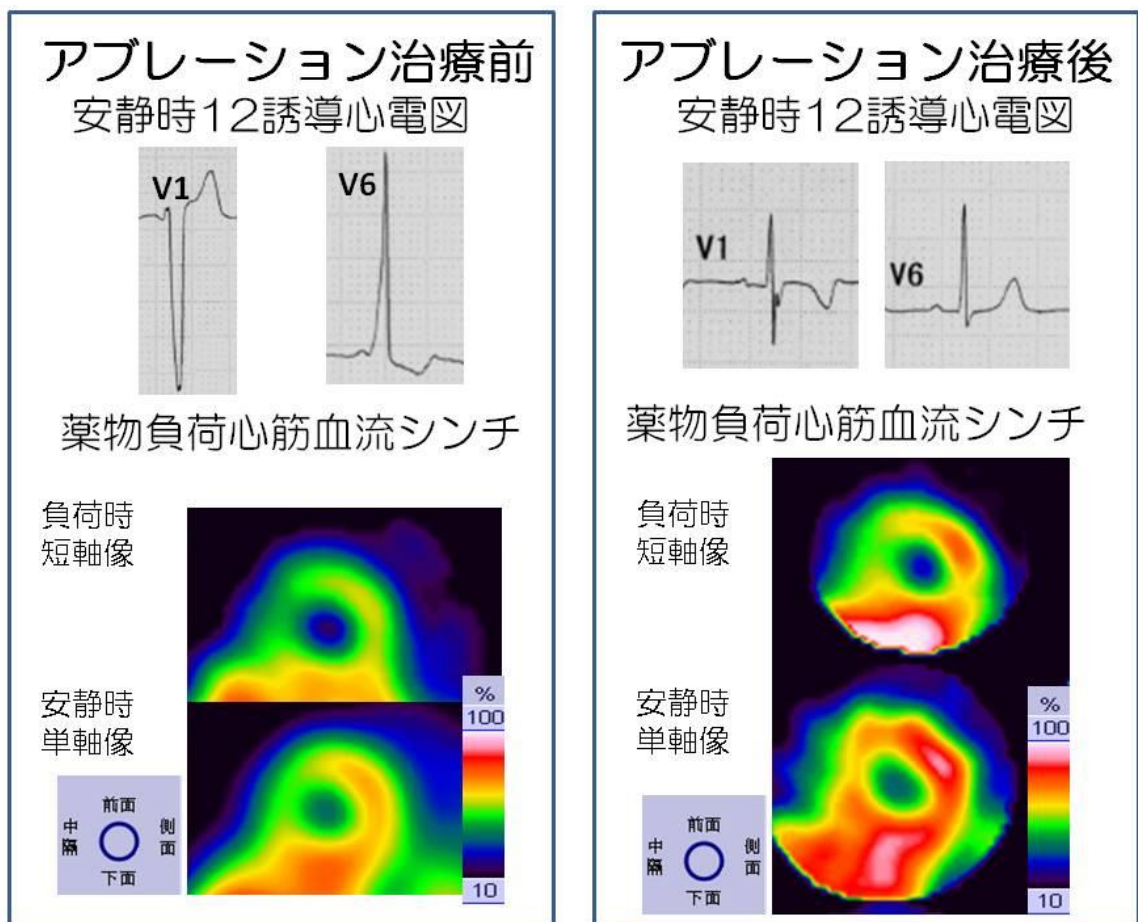 アブレーション治療前
安静時12誘導心電図
V1
V6
薬物負荷心筋血流シンチ
負荷時
短軸像
安静時
単軸像
%
100
10
前面
中隔
側面
下面
アブレーション治療後
安静時12誘導心電図
V1
V6
薬物負荷心筋血流シンチ
負荷時
短軸像
安静時
単軸像
%
100
10
前面
中隔
側面
下面